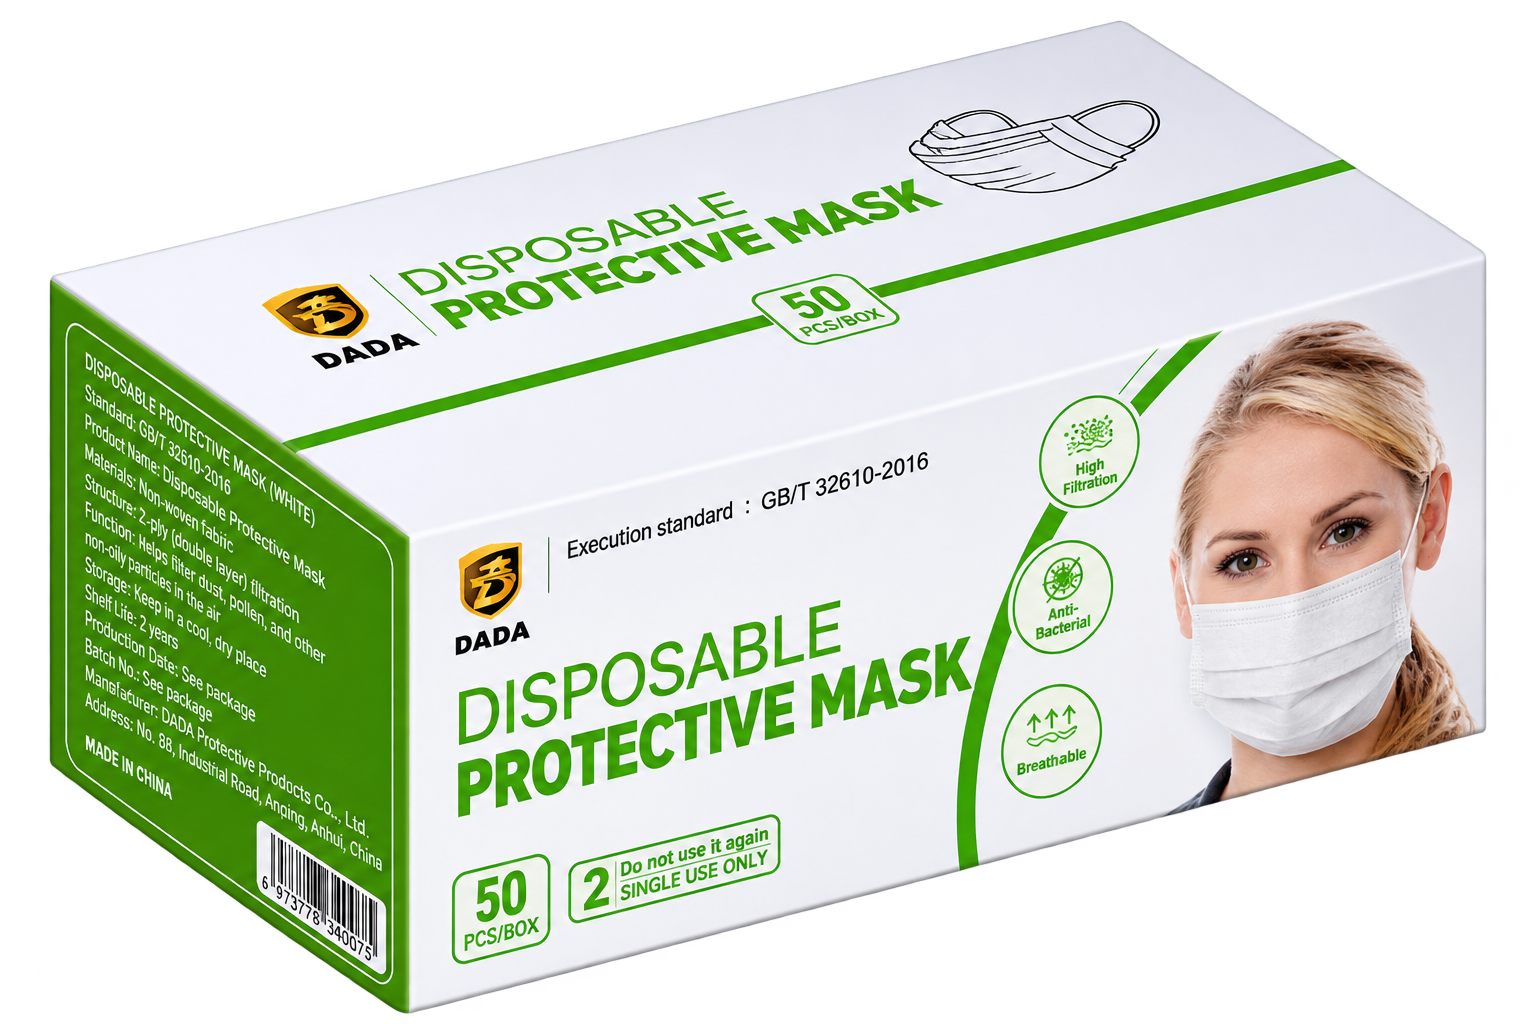 DISPOSABLE
PROTECTIVE MASK
DADA
50
PCS/BOX
DISPOSABLE PROTECTIVE MASK (WHITE)
Standard: GB/T 32610-2016
Product Name: Disposable Protective Mask
Materials: Non-woven fabric
Structure: 2-ply (double layer) filtration
Function: Helps filter dust, pollen, and other
non-oily particles in the air
Storage: Keep in a cool, dry place
Shelf Life: 2 years
Production Date: See package
Batch No.: See package
Manufaturer: DADA Protective Products Co., Ltd.
Address: No. 88, Industrial Road, Anqing, Anhui, China
MADE IN CHINA
6 973778 340075
DADA
Execution standard : GB/T 32610-2016
DISPOSABLE
PROTECTIVE MASK
50
PCS/BOX
2
Do not use it again
SINGLE USE ONLY
High
Filtration
Anti-
Bacterial
Breathable